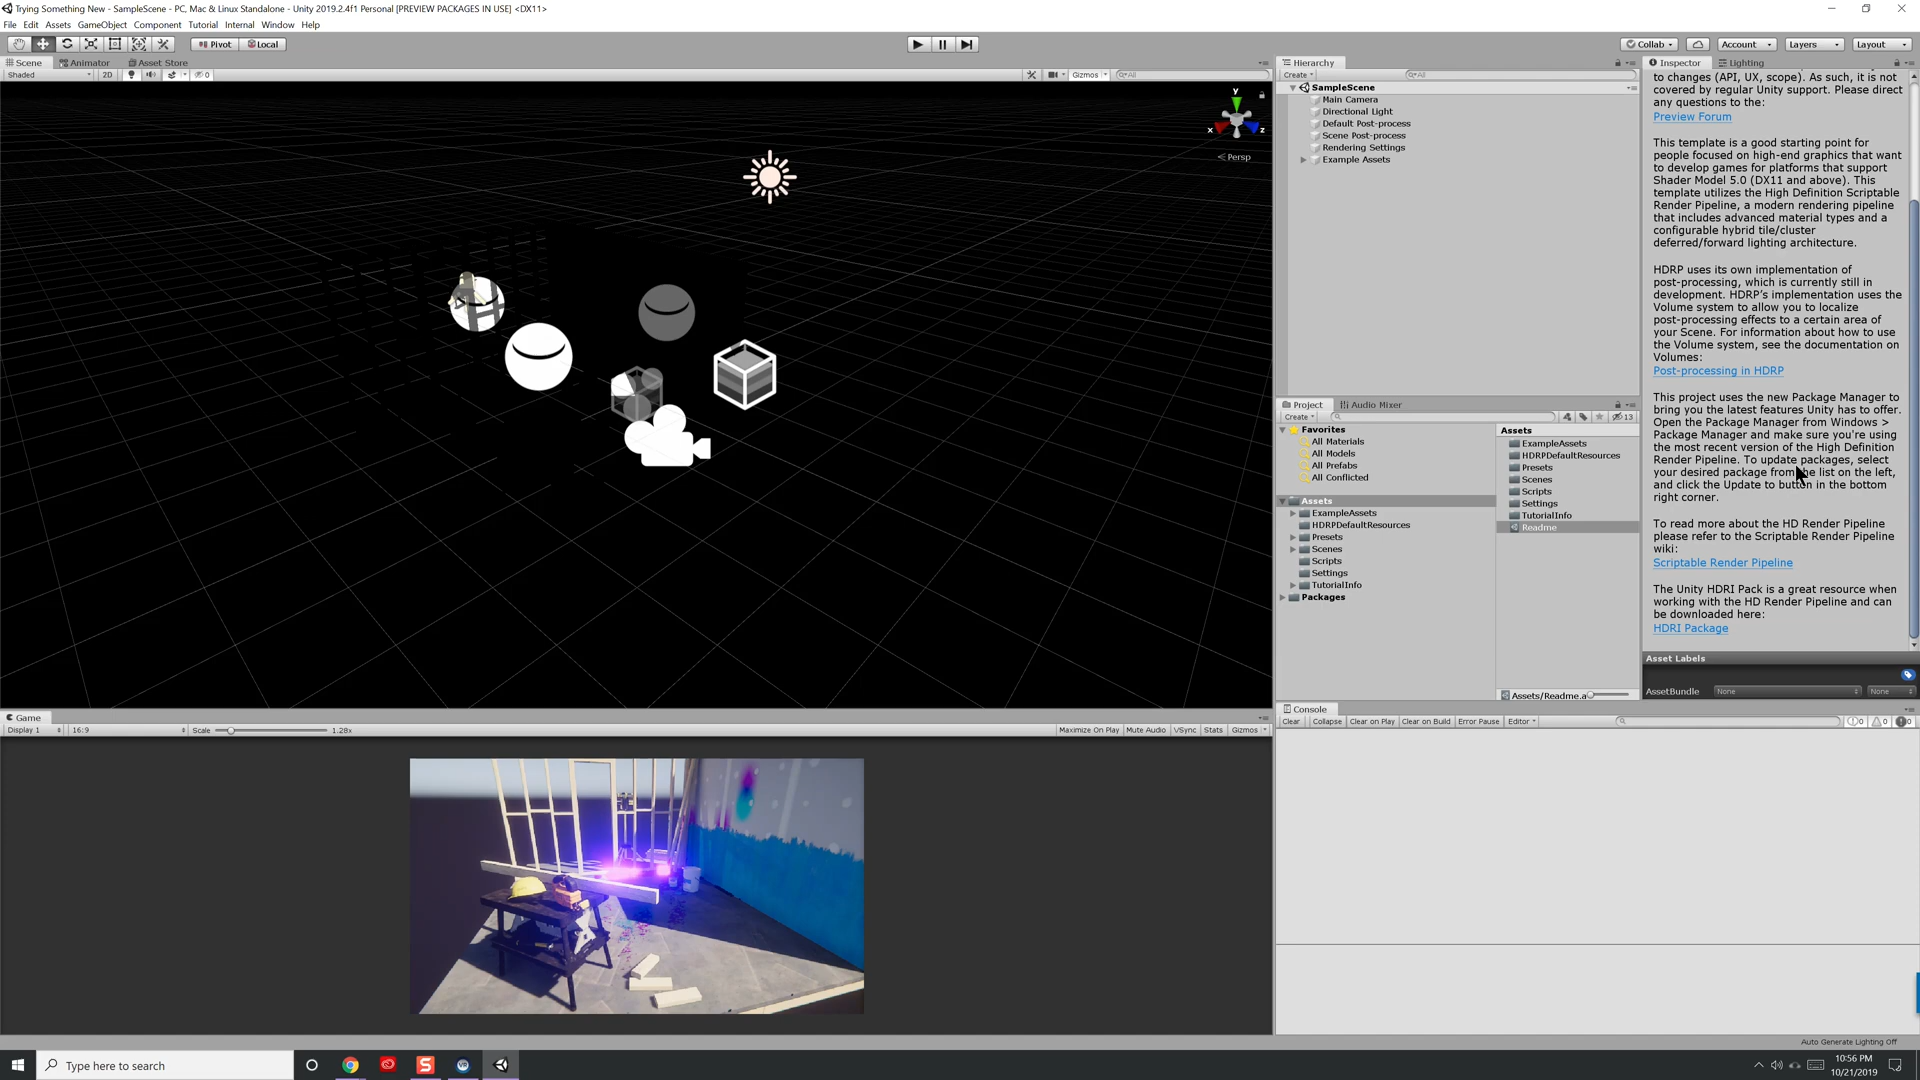 Trying Something New - SampleScene - PC, Mac & Linux Standalone - Unity 2019.2.4f1 Personal [PREVIEW PACKAGES IN USE] <DX11>
File Edit Assets GameObject Component Tutorial Internal Window Help
Pivot Local
Collab Account Layers Layout
Scene Animator Asset Store
Shaded 2D 0 Gizmos All
y
x z
Persp
Hierarchy
Create All
SampleScene
Main Camera
Directional Light
Default Post-process
Scene Post-process
Rendering Settings
Example Assets
Project Audio Mixer
Create 13
Favorites
All Materials
All Models
All Prefabs
All Conflicted
Assets
ExampleAssets
HDRPDefaultResources
Presets
Scenes
Scripts
Settings
TutorialInfo
Packages
Assets
ExampleAssets
HDRPDefaultResources
Presets
Scenes
Scripts
Settings
TutorialInfo
Readme
Assets/Readme.a
Inspector Lighting
to changes (API, UX, scope). As such, it is not
covered by regular Unity support. Please direct
any questions to the:
Preview Forum
This template is a good starting point for
people focused on high-end graphics that want
to develop games for platforms that support
Shader Model 5.0 (DX11 and above). This
template utilizes the High Definition Scriptable
Render Pipeline, a modern rendering pipeline
that includes advanced material types and a
configurable hybrid tile/cluster
deferred/forward lighting architecture.
HDRP uses its own implementation of
post-processing, which is currently still in
development. HDRP's implementation uses the
Volume system to allow you to localize
post-processing effects to a certain area of
your Scene. For information about how to use
the Volume system, see the documentation on
Volumes:
Post-processing in HDRP
This project uses the new Package Manager to
bring you the latest features Unity has to offer.
Open the Package Manager from Windows >
Package Manager and make sure you're using
the most recent version of the High Definition
Render Pipeline. To update packages, select
your desired package from the list on the left,
and click the Update to button in the bottom
right corner.
To read more about the HD Render Pipeline
please refer to the Scriptable Render Pipeline
wiki:
Scriptable Render Pipeline
The Unity HDRI Pack is a great resource when
working with the HD Render Pipeline and can
be downloaded here:
HDRI Package
Asset Labels
AssetBundle None None
Game
Display 1 16:9 Scale 1.28x Maximize On Play Mute Audio VSync Stats Gizmos
Console
Clear Collapse Clear on Play Clear on Build Error Pause Editor 0 0 0
Auto Generate Lighting Off
Type here to search
10:56 PM
10/21/2019